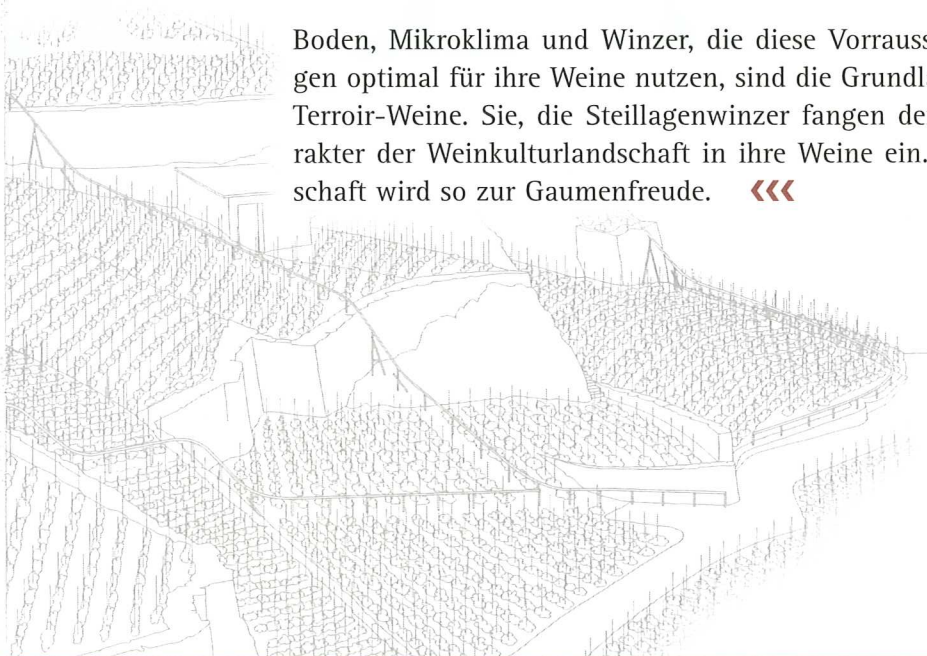 Boden, Mikroklima und Winzer, die diese Vorrauss
gen optimal für ihre Weine nutzen, sind die Grundl
Terroir-Weine. Sie, die Steillagenwinzer fangen de
rakter der Weinkulturlandschaft in ihre Weine ein.
schaft wird so zur Gaumenfreude. ❮❮❮